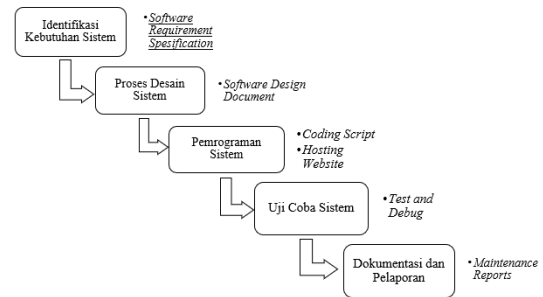 Identifikasi
Kebutuhan Sistem
•Software
Requirement
Spesification
Proses Desain
Sistem
•Software Design
Document
Pemrograman
Sistem
•Coding Script
•Hosting
Website
Uji Coba Sistem
•Test and
Debug
Dokumentasi dan
Pelaporan
•Maintenance
Reports